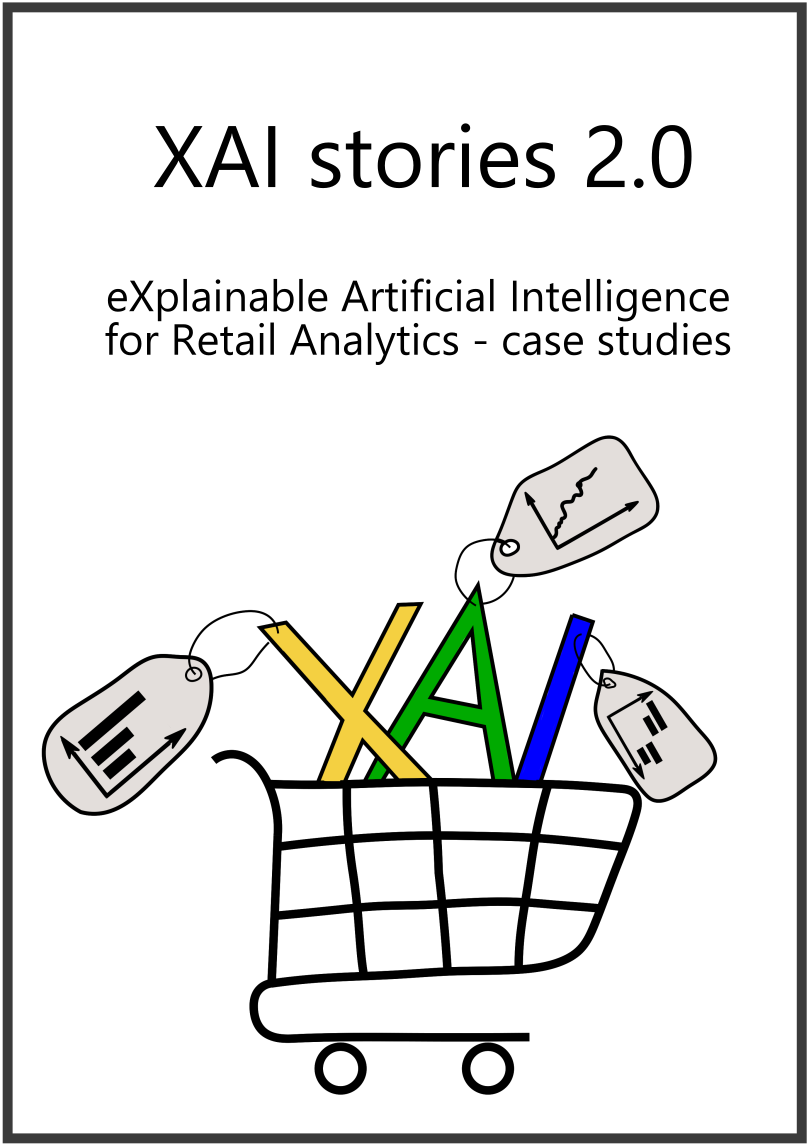 XAI stories 2.0
eXplainable Artificial Intelligence
for Retail Analytics - case studies
XAI